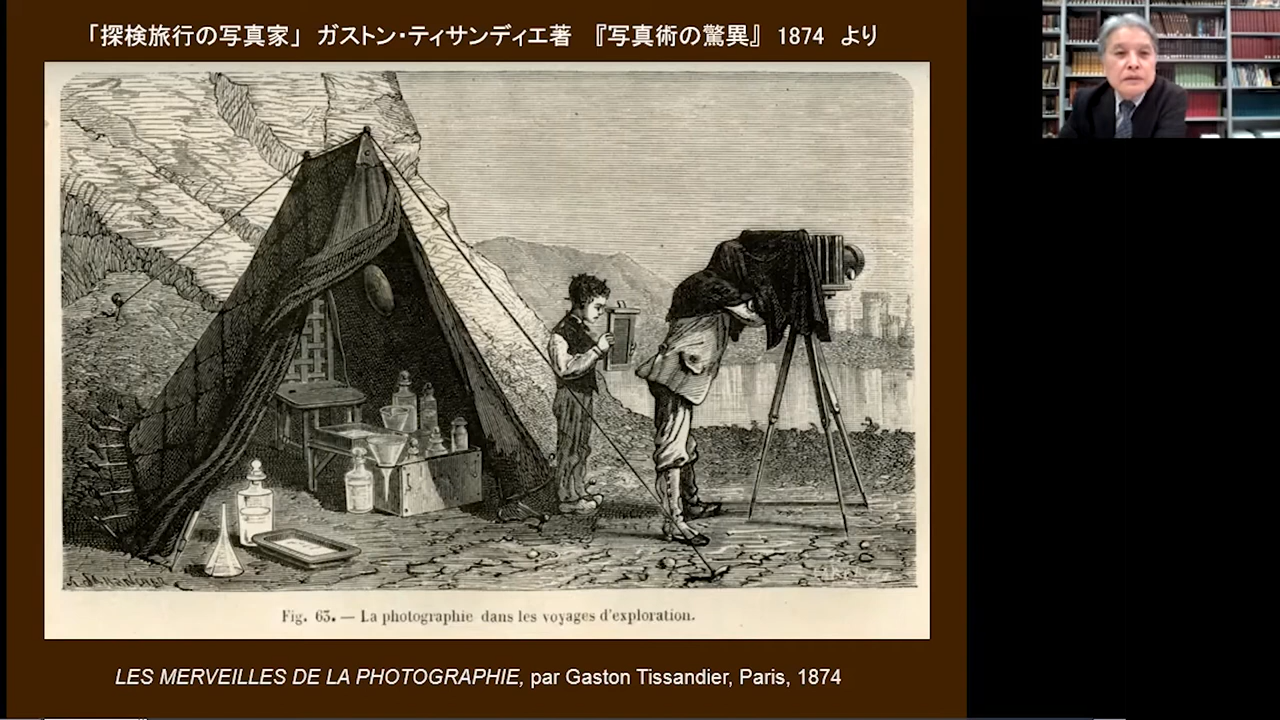 「探検旅行の写真家」 ガストン・ティサンディエ著 『写真術の驚異』 1874 より
Fig. 63. — La photographie dans les voyages d'exploration.
LES MERVEILLES DE LA PHOTOGRAPHIE, par Gaston Tissandier, Paris, 1874